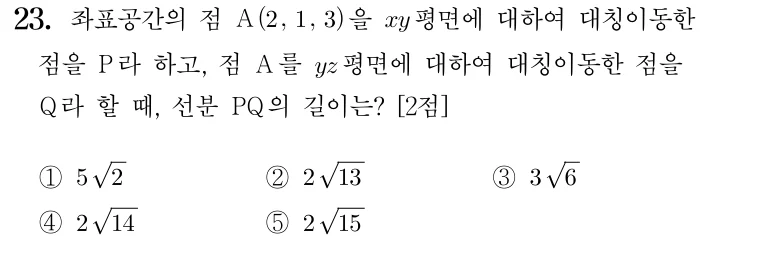 23. 좌표공간의 점 A(2, 1, 3)을 xy평면에 대하여 대칭이동한
점을 P라 하고, 점 A를 yz평면에 대하여 대칭이동한 점을
Q라 할 때, 선분 PQ의 길이는? [2점]
① 5√2 ② 2√13 ③ 3√6
④ 2√14 ⑤ 2√15